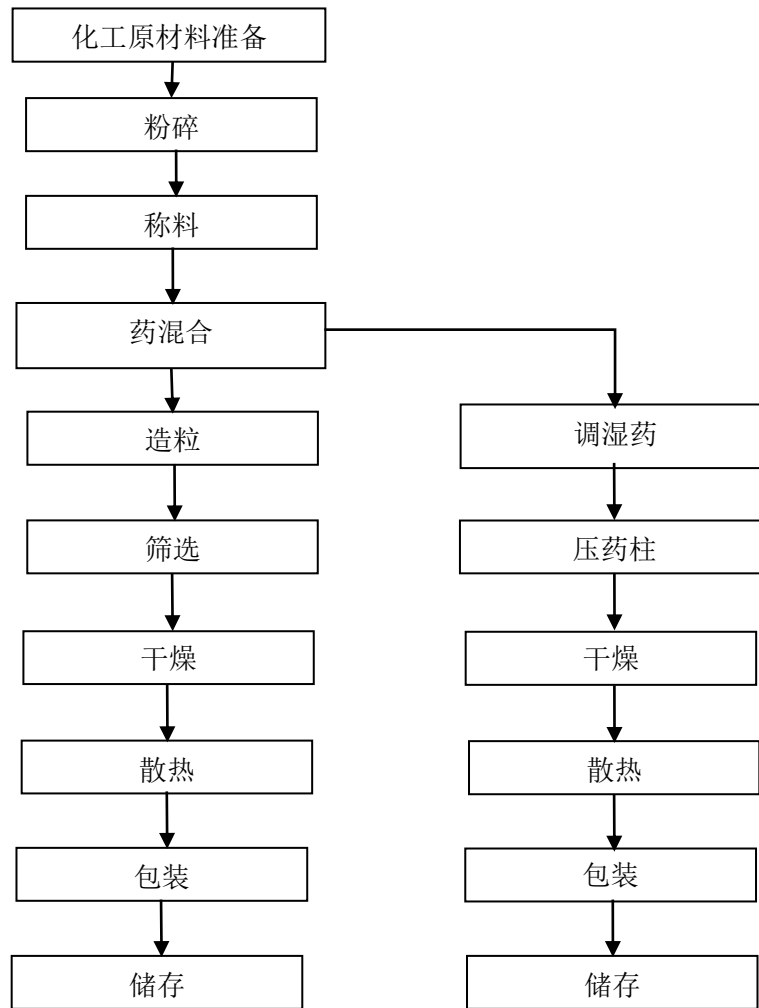 化工原材料准备
粉碎
称料
药混合
造粒
筛选
干燥
散热
包装
储存
调湿药
压药柱
干燥
散热
包装
储存